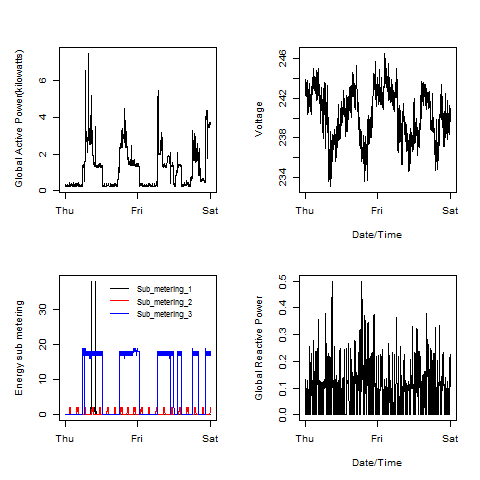 Global Active Power(kilowatts)
6
4
2
0
Thu
Fri
Sat
Voltage
246
242
238
234
Thu
Fri
Sat
Date/Time
Energy sub metering
30
20
10
0
Sub_metering_1
Sub_metering_2
Sub_metering_3
Thu
Fri
Sat
Global Reactive Power
0.5
0.4
0.3
0.2
0.1
0.0
Thu
Fri
Sat
Date/Time